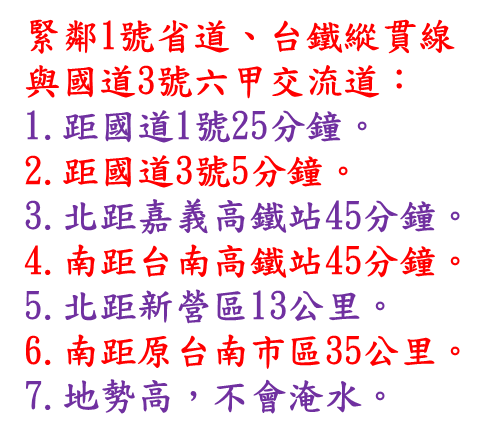 緊鄰1號省道、台鐵縱貫線
與國道3號六甲交流道：
1.距國道1號25分鐘。
2.距國道3號5分鐘。
3.北距嘉義高鐵站45分鐘。
4.南距台南高鐵站45分鐘。
5.北距新營區13公里。
6.南距原台南市區35公里。
7.地勢高，不會淹水。